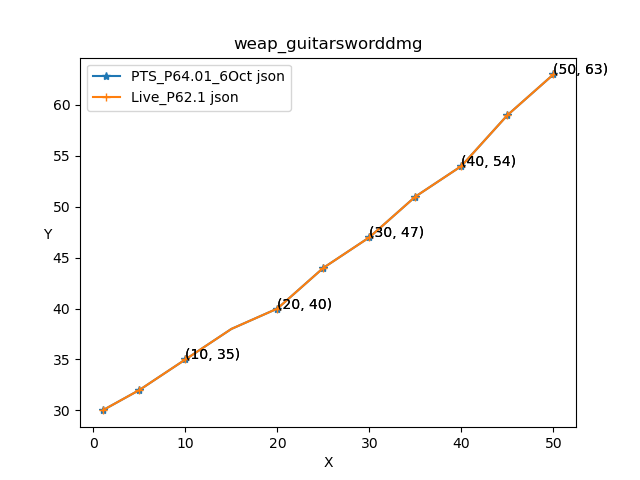 weap_guitarsworddmg
PTS_P64.01_6Oct json
Live_P62.1 json
(50, 63)
(40, 54)
(30, 47)
(20, 40)
(10, 35)
60
55
50
45
40
35
30
Y
0 10 20 30 40 50
X